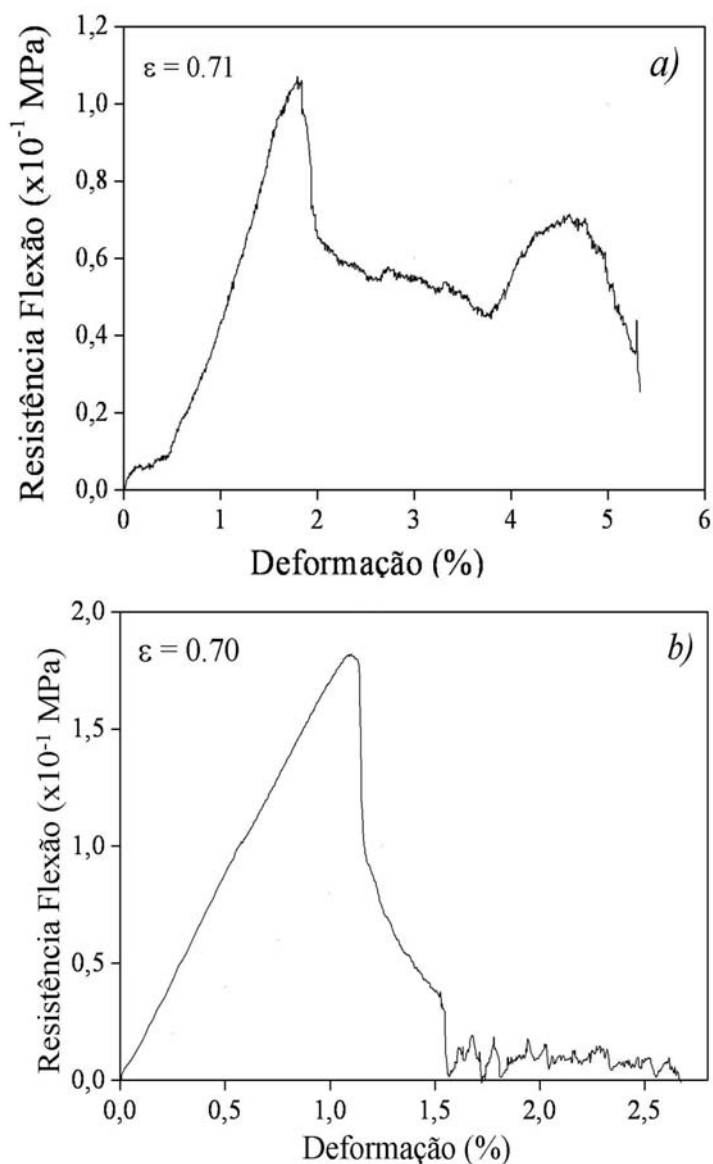 1,2
ε = 0.71
a)
1,0
0,8
0,6
0,4
0,2
0,0
0 1 2 3 4 5 6
Resistência Flexão (x10⁻¹ MPa)
Deformação (%)
2,0
ε = 0.70
b)
1,5
1,0
0,5
0,0
0,0 0,5 1,0 1,5 2,0 2,5
Resistência Flexão (x10⁻¹ MPa)
Deformação (%)